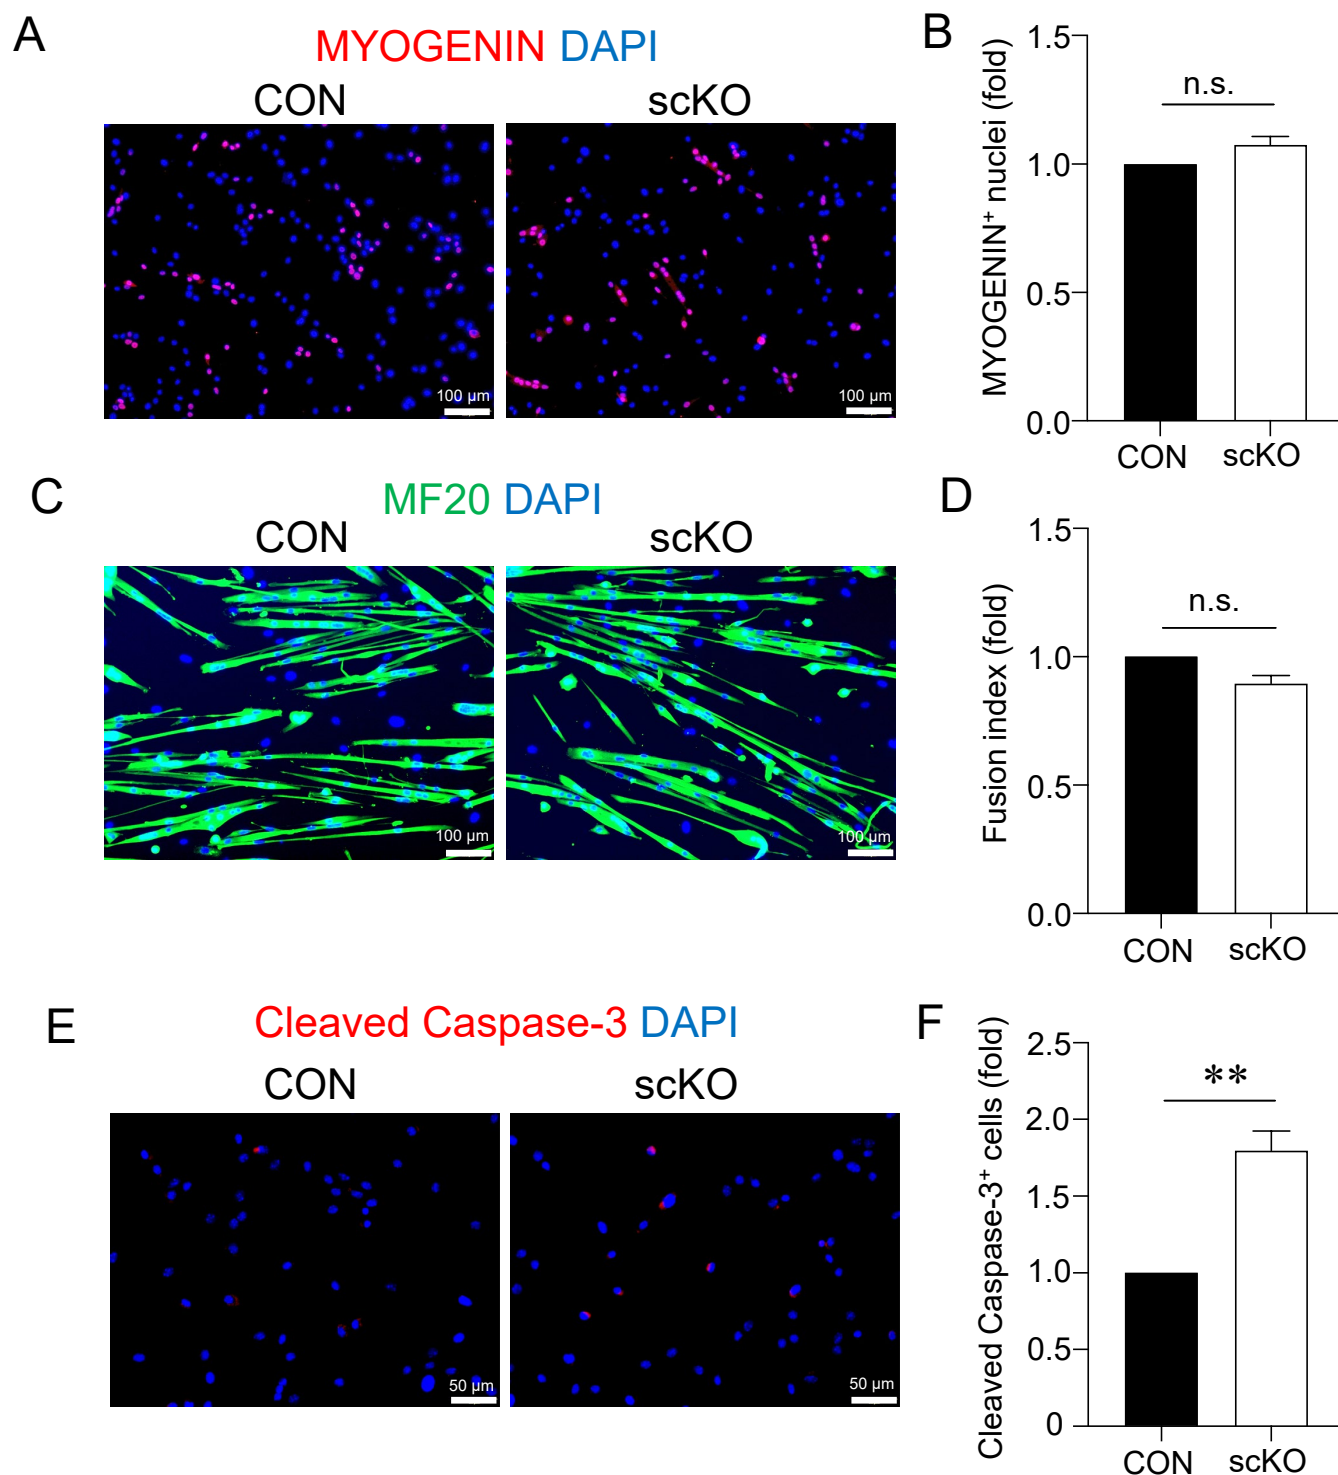 A
MYOGENIN DAPI
CON
scKO
100 µm
100 µm
B
MYOGENIN⁺ nuclei (fold)
1.5
1.0
0.5
0.0
n.s.
CON
scKO
C
MF20 DAPI
CON
scKO
100 µm
100 µm
D
Fusion index (fold)
1.5
1.0
0.5
0.0
n.s.
CON
scKO
E
Cleaved Caspase-3 DAPI
CON
scKO
50 µm
50 µm
F
Cleaved Caspase-3⁺ cells (fold)
2.5
2.0
1.5
1.0
0.5
0
**
CON
scKO